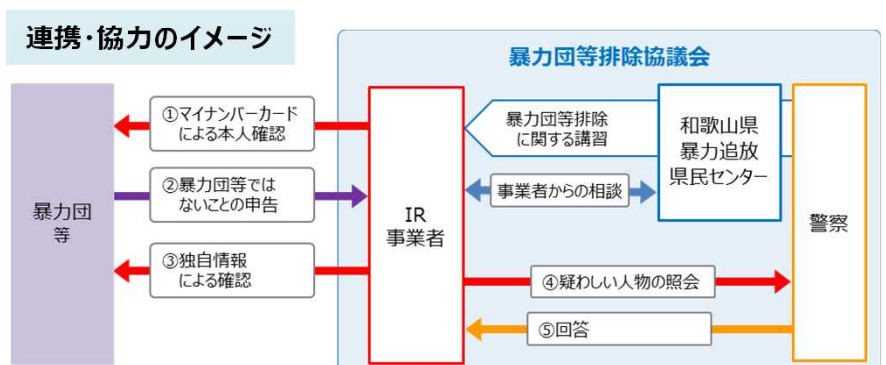 連携・協力のイメージ
暴力団等排除協議会
①マイナンバーカード
による本人確認
暴力団等排除
に関する講習
和歌山県
暴力追放
県民センター
②暴力団等では
ないことの申告
事業者からの相談
暴力団
等
IR
事業者
警察
③独自情報
による確認
④疑わしい人物の照会
⑤回答